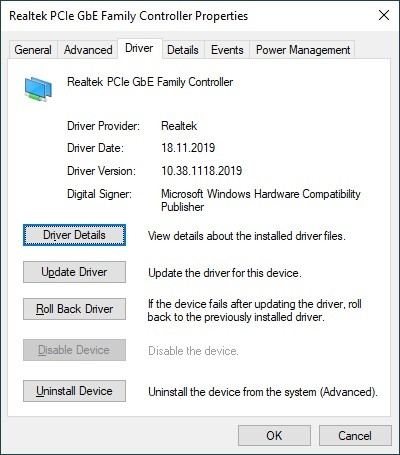 Realtek PCIe GbE Family Controller Properties
General Advanced Driver Details Events Power Management
Realtek PCIe GbE Family Controller
Driver Provider: Realtek
Driver Date: 18.11.2019
Driver Version: 10.38.1118.2019
Digital Signer: Microsoft Windows Hardware Compatibility
Publisher
Driver Details View details about the installed driver files.
Update Driver Update the driver for this device.
Roll Back Driver If the device fails after updating the driver, roll
back to the previously installed driver.
Disable Device Disable the device.
Uninstall Device Uninstall the device from the system (Advanced).
OK Cancel